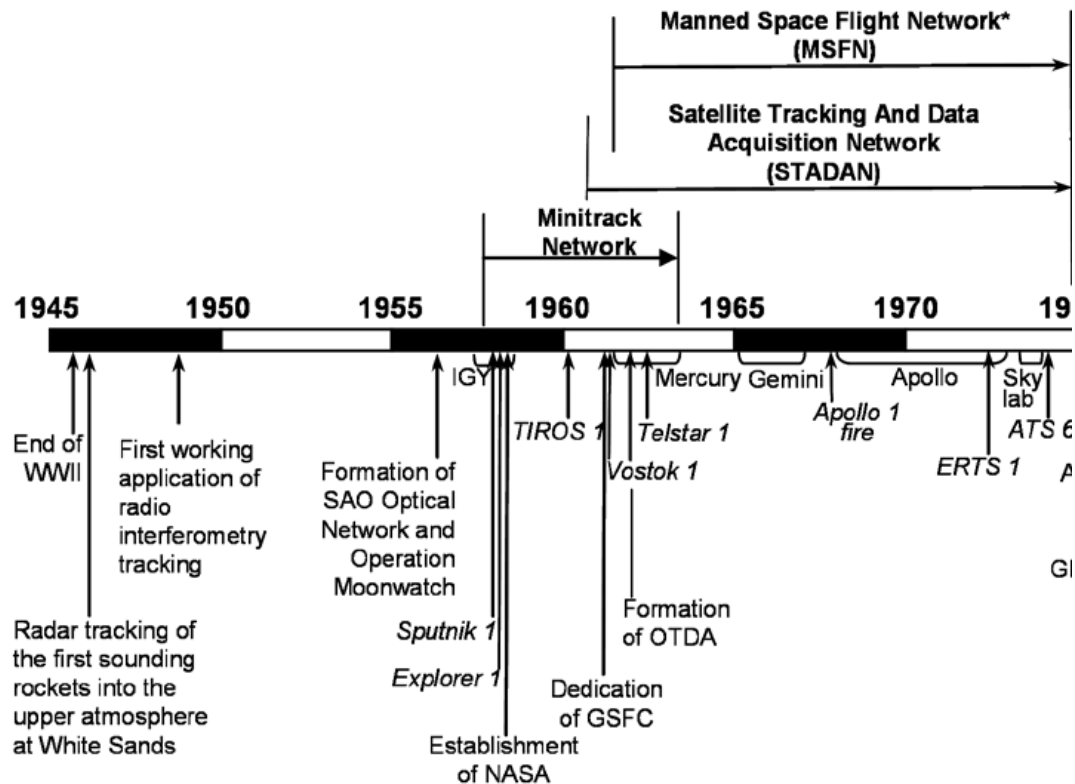 Manned Space Flight Network*
(MSFN)
Satellite Tracking And Data
Acquisition Network
(STADAN)
Minitrack
Network
1945 1950 1955 1960 1965 1970 19
IGY
Mercury
Gemini
Apollo
Sky
lab
End of
WWII
First working
application of
radio
interferometry
tracking
Formation of
SAO Optical
Network and
Operation
Moonwatch
TIROS 1
Telstar 1
Vostok 1
Apollo 1
fire
ERTS 1
ATS 6
A
GI
Radar tracking of
the first sounding
rockets into the
upper atmosphere
at White Sands
Sputnik 1
Explorer 1
Establishment
of NASA
Dedication
of GSFC
Formation
of OTDA